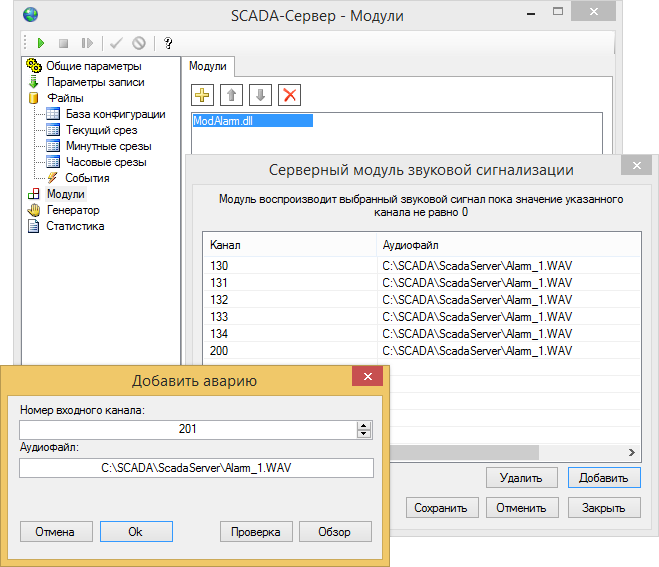 SCADA-Сервер - Модули
Общие параметры
Параметры записи
Файлы
База конфигурации
Текущий срез
Минутные срезы
Часовые срезы
События
Модули
Генератор
Статистика
Модули
ModAlarm.dll
Серверный модуль звуковой сигнализации
Модуль воспроизводит выбранный звуковой сигнал пока значение указанного
канала не равно 0
Канал Аудиофайл
130 C:\SCADA\ScadaServer\Alarm_1.WAV
131 C:\SCADA\ScadaServer\Alarm_1.WAV
132 C:\SCADA\ScadaServer\Alarm_1.WAV
133 C:\SCADA\ScadaServer\Alarm_1.WAV
134 C:\SCADA\ScadaServer\Alarm_1.WAV
200 C:\SCADA\ScadaServer\Alarm_1.WAV
Удалить Добавить
Сохранить Отменить Закрыть
Добавить аварию
Номер входного канала:
201
Аудиофайл:
C:\SCADA\ScadaServer\Alarm_1.WAV
Отмена Ok Проверка Обзор